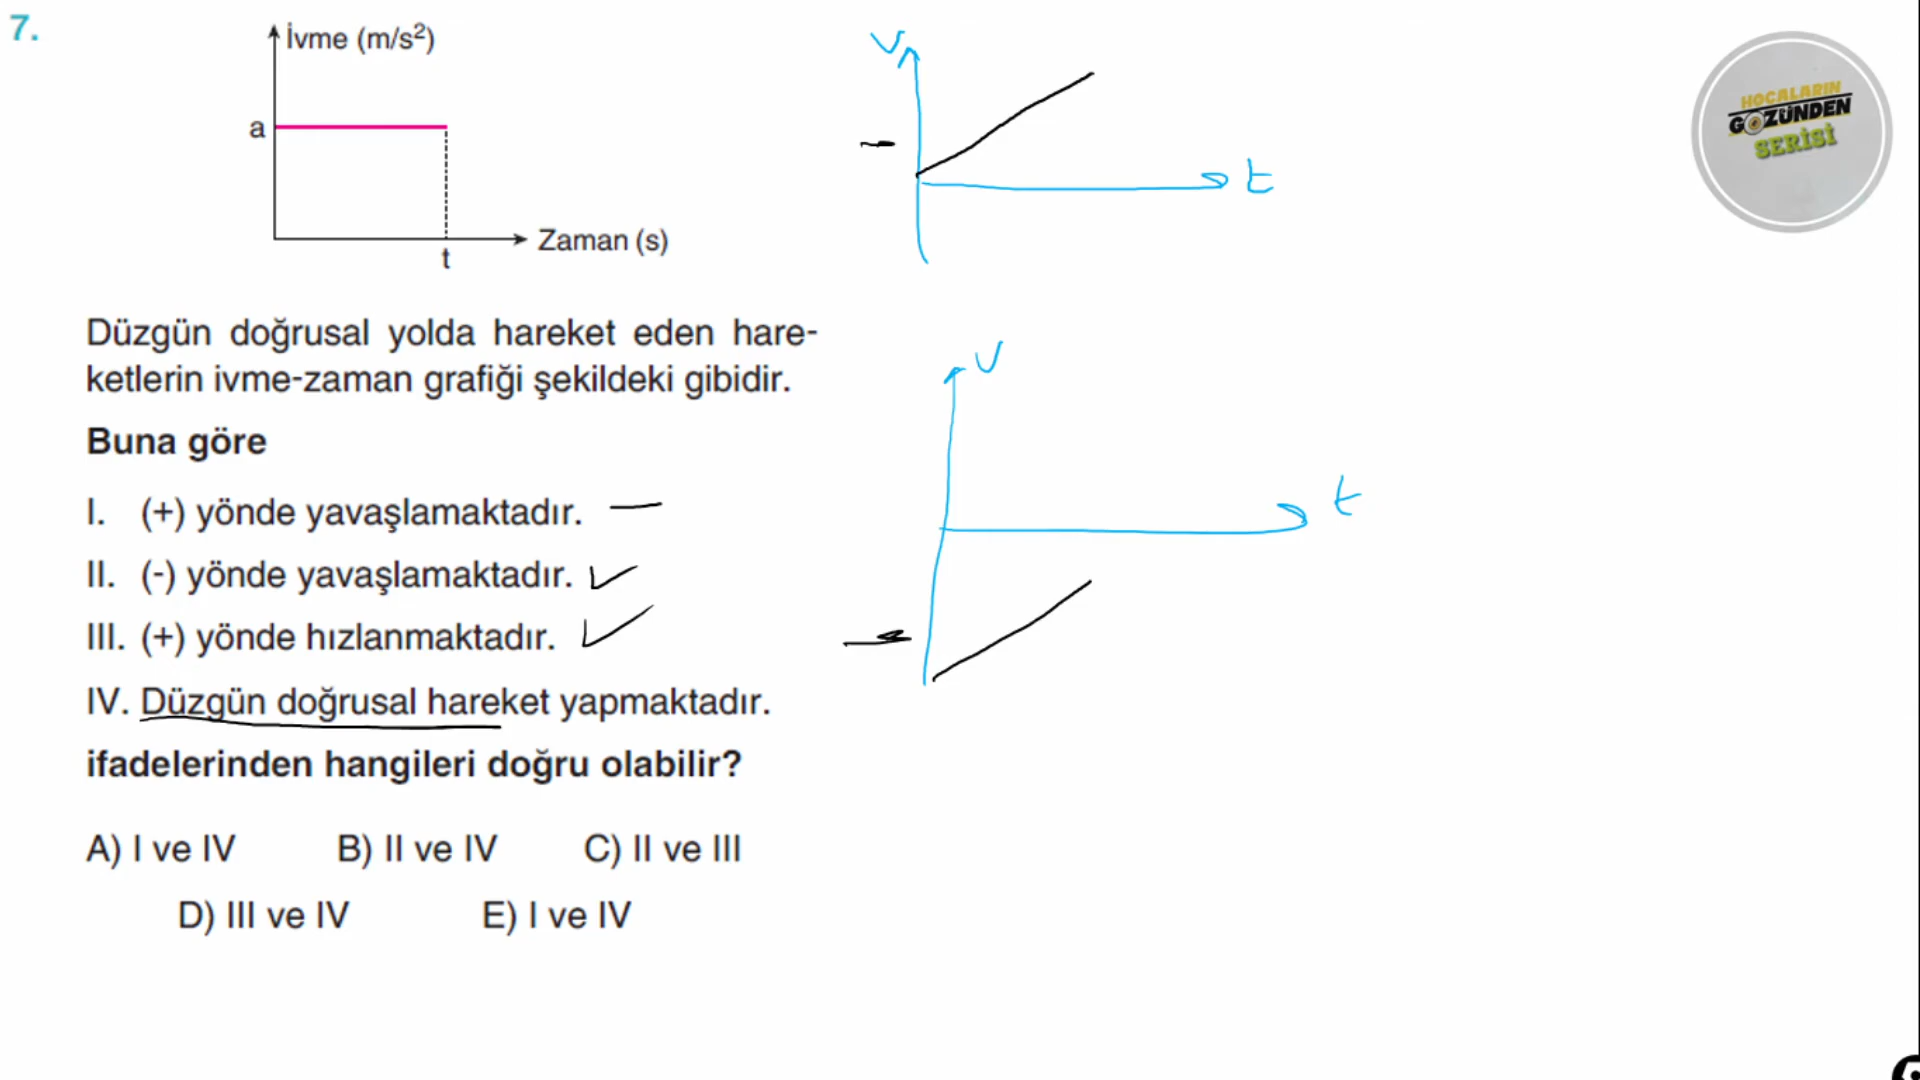 7.
İvme (m/s²)
a
Zaman (s)
t
Düzgün doğrusal yolda hareket eden hare-
ketlerin ivme-zaman grafiği şekildeki gibidir.
Buna göre
I. (+) yönde yavaşlamaktadır.
II. (-) yönde yavaşlamaktadır.
III. (+) yönde hızlanmaktadır.
IV. Düzgün doğrusal hareket yapmaktadır.
ifadelerinden hangileri doğru olabilir?
A) I ve IV B) II ve IV C) II ve III
D) III ve IV E) I ve IV
V
t
V
t
HOCALARIN
GÖZÜNDEN
SERİSİ